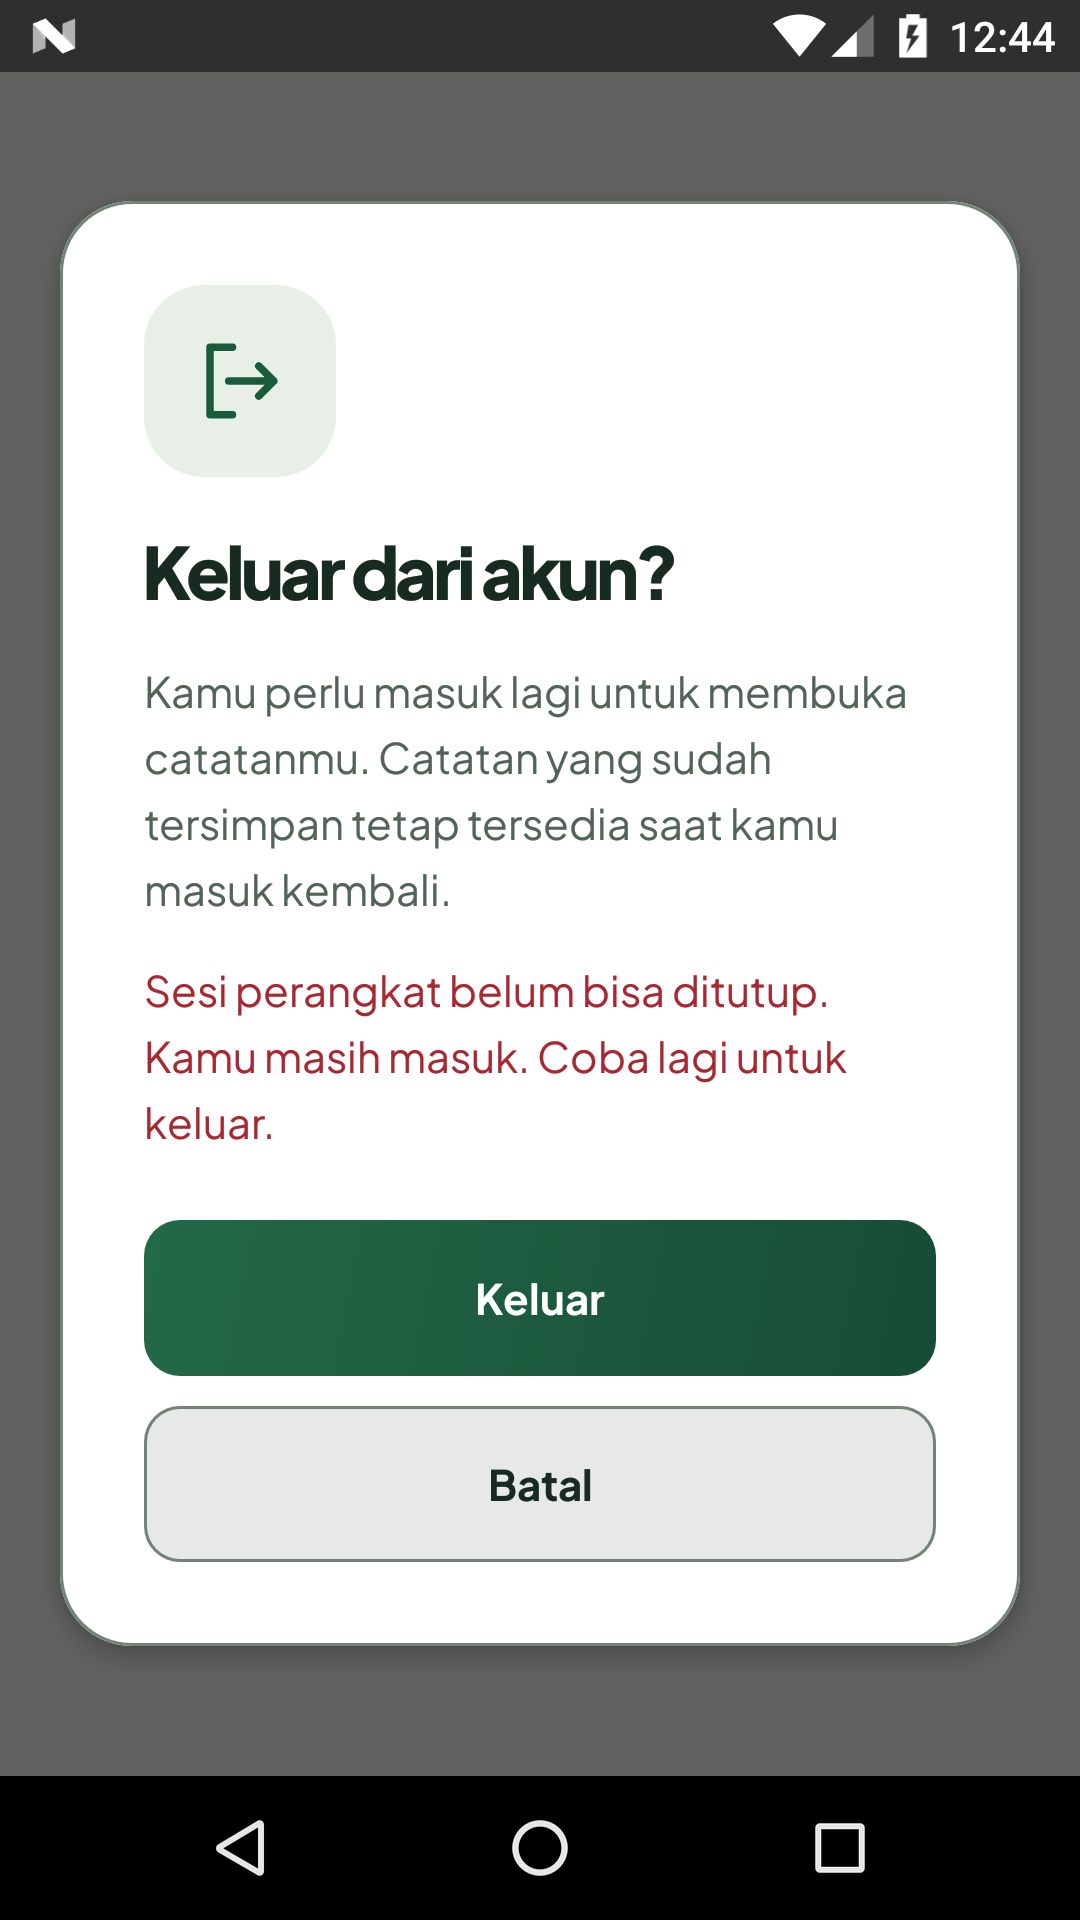 12:44
Keluar dari akun?
Kamu perlu masuk lagi untuk membuka
catatanmu. Catatan yang sudah
tersimpan tetap tersedia saat kamu
masuk kembali.
Sesi perangkat belum bisa ditutup.
Kamu masih masuk. Coba lagi untuk
keluar.
Keluar
Batal